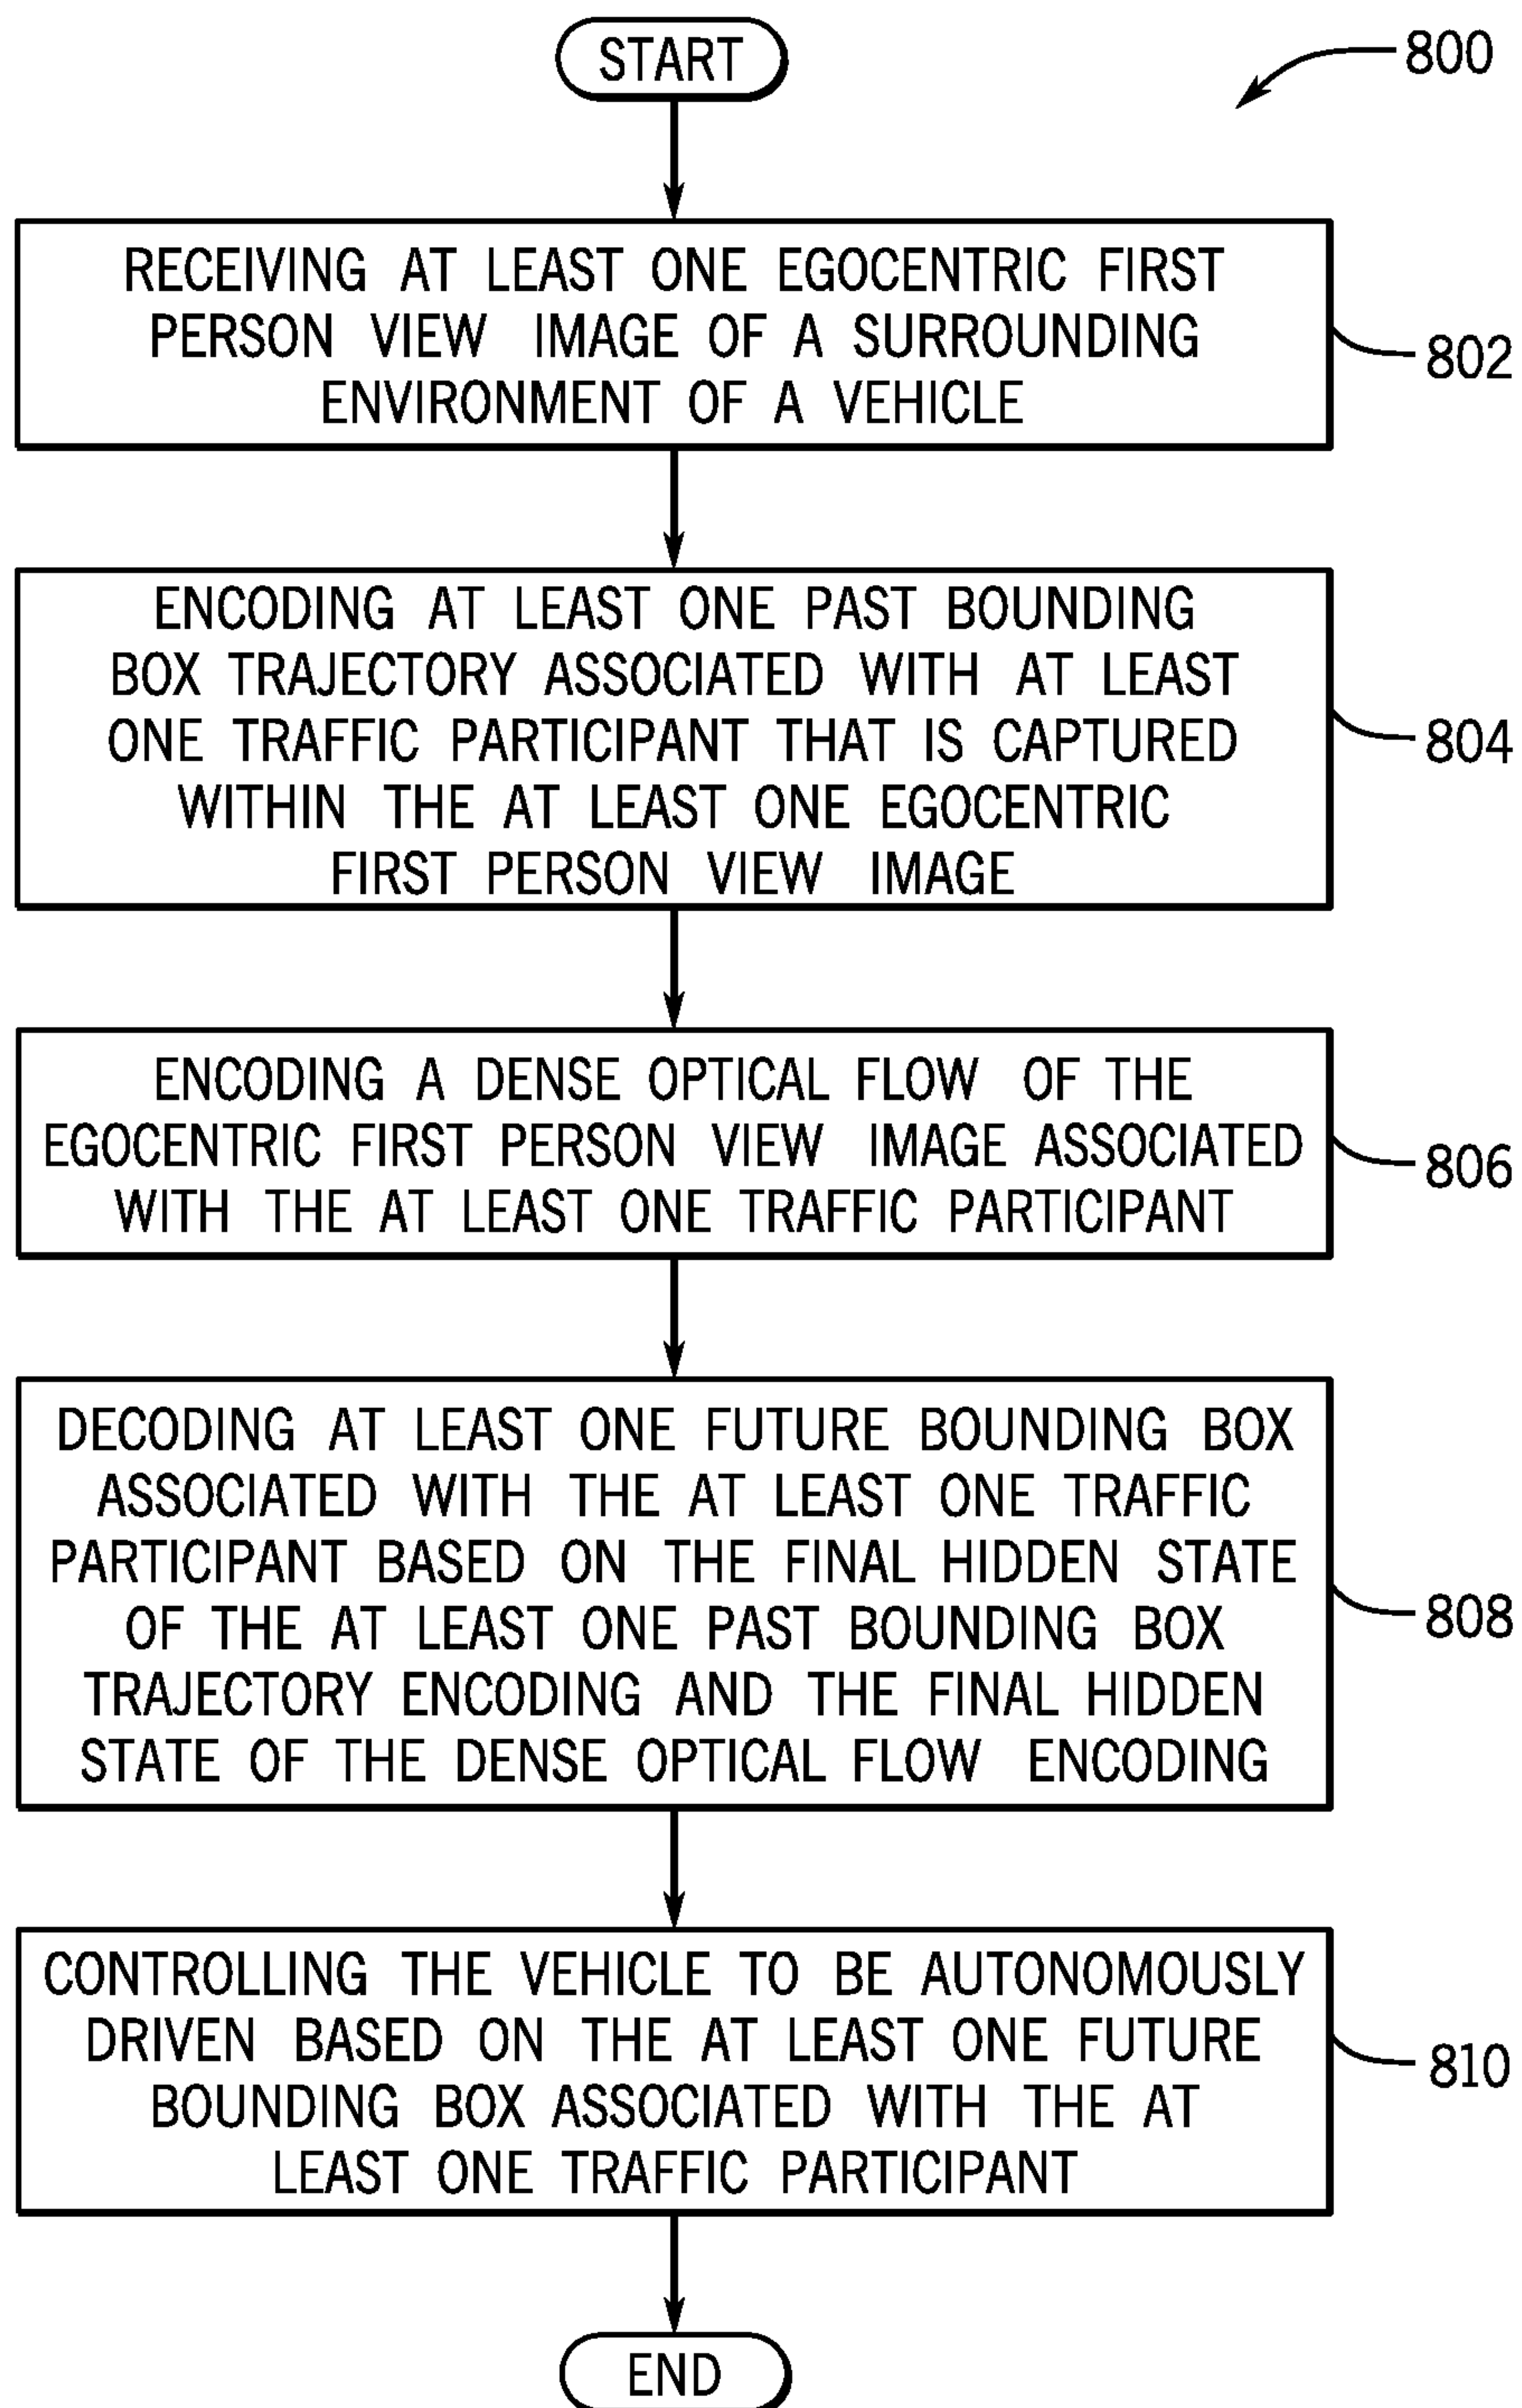 START
800
RECEIVING AT LEAST ONE EGOCENTRIC FIRST
PERSON VIEW IMAGE OF A SURROUNDING
ENVIRONMENT OF A VEHICLE
802
ENCODING AT LEAST ONE PAST BOUNDING
BOX TRAJECTORY ASSOCIATED WITH AT LEAST
ONE TRAFFIC PARTICIPANT THAT IS CAPTURED
WITHIN THE AT LEAST ONE EGOCENTRIC
FIRST PERSON VIEW IMAGE
804
ENCODING A DENSE OPTICAL FLOW OF THE
EGOCENTRIC FIRST PERSON VIEW IMAGE ASSOCIATED
WITH THE AT LEAST ONE TRAFFIC PARTICIPANT
806
DECODING AT LEAST ONE FUTURE BOUNDING BOX
ASSOCIATED WITH THE AT LEAST ONE TRAFFIC
PARTICIPANT BASED ON THE FINAL HIDDEN STATE
OF THE AT LEAST ONE PAST BOUNDING BOX
TRAJECTORY ENCODING AND THE FINAL HIDDEN
STATE OF THE DENSE OPTICAL FLOW ENCODING
808
CONTROLLING THE VEHICLE TO BE AUTONOMOUSLY
DRIVEN BASED ON THE AT LEAST ONE FUTURE
BOUNDING BOX ASSOCIATED WITH THE AT
LEAST ONE TRAFFIC PARTICIPANT
810
END